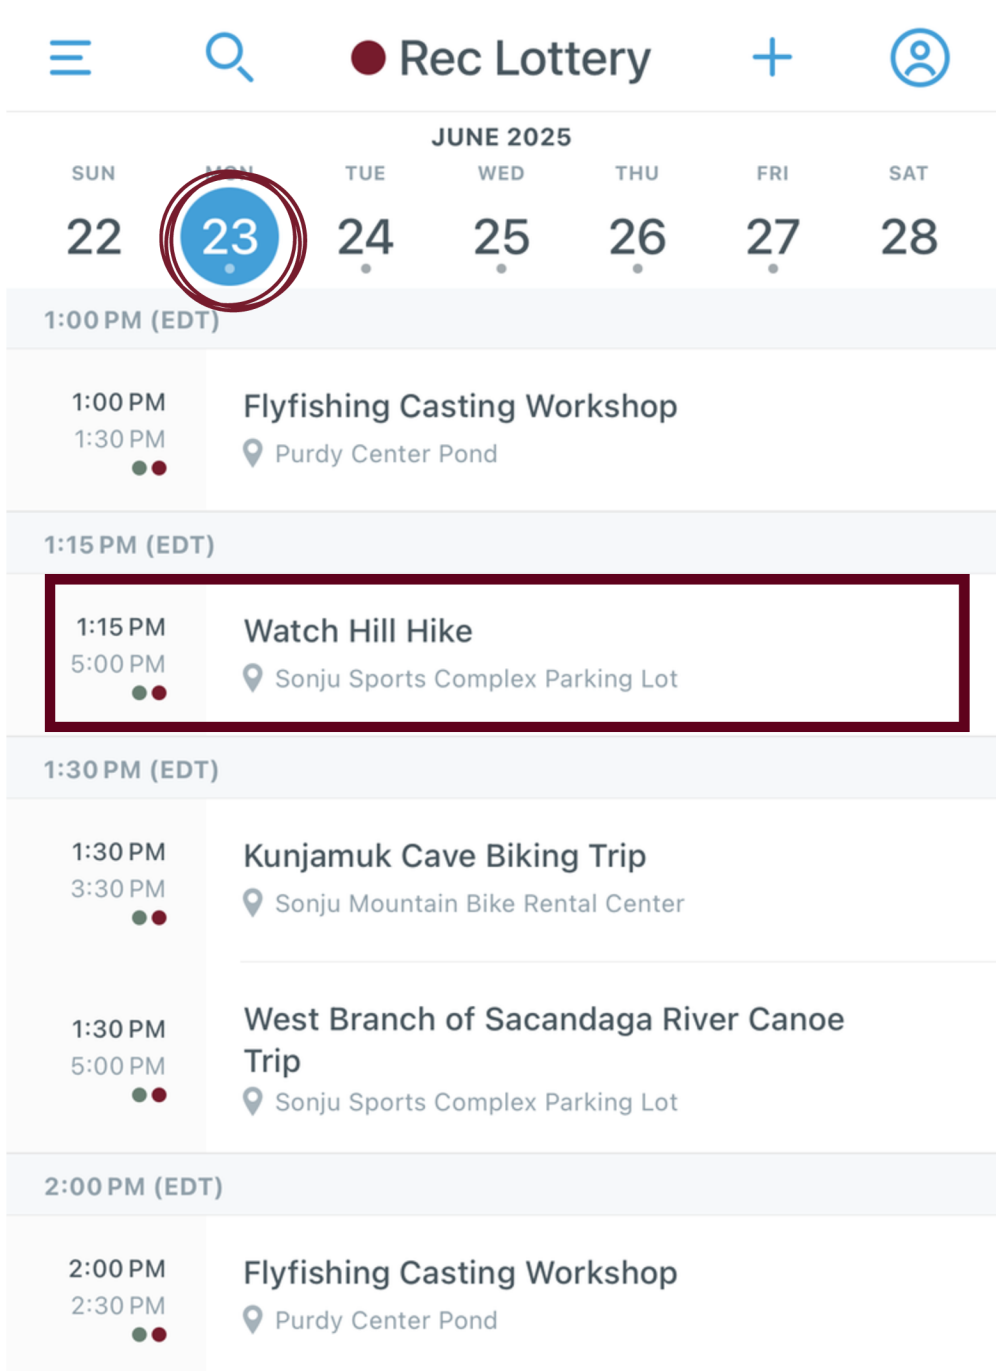 Rec Lottery
JUNE 2025
SUN MON TUE WED THU FRI SAT
22 23 24 25 26 27 28
1:00 PM (EDT)
1:00 PM
1:30 PM
Flyfishing Casting Workshop
Purdy Center Pond
1:15 PM (EDT)
1:15 PM
5:00 PM
Watch Hill Hike
Sonju Sports Complex Parking Lot
1:30 PM (EDT)
1:30 PM
3:30 PM
Kunjamuk Cave Biking Trip
Sonju Mountain Bike Rental Center
1:30 PM
5:00 PM
West Branch of Sacandaga River Canoe
Trip
Sonju Sports Complex Parking Lot
2:00 PM (EDT)
2:00 PM
2:30 PM
Flyfishing Casting Workshop
Purdy Center Pond